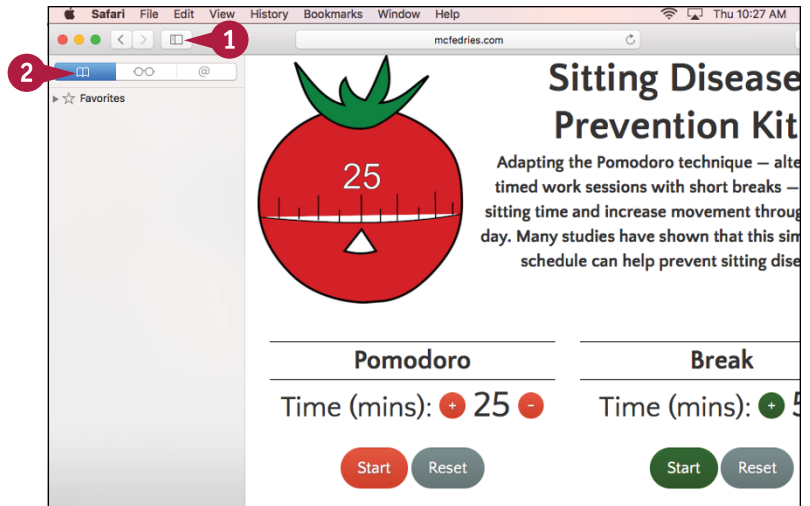 Safari File Edit View History Bookmarks Window Help Thu 10:27 AM
1
mcfedries.com
2
@
Favorites
Sitting Disease
Prevention Kit
Adapting the Pomodoro technique — alte
timed work sessions with short breaks —
sitting time and increase movement throug
day. Many studies have shown that this sim
schedule can help prevent sitting dise
25
Pomodoro
Time (mins): + 25 -
Start Reset
Break
Time (mins): + 5
Start Reset